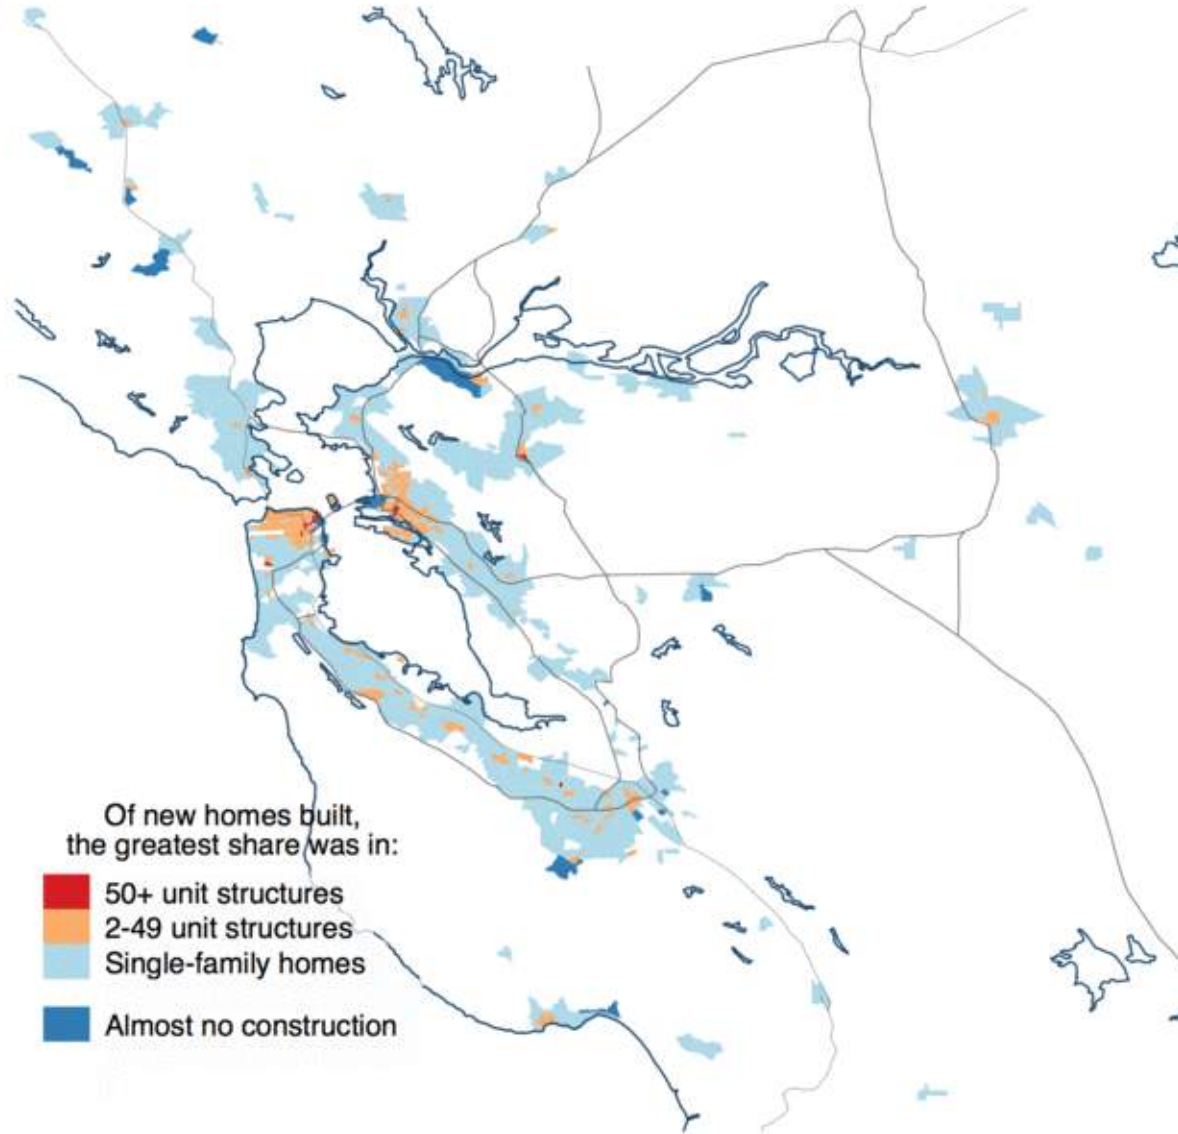 Of new homes built,
the greatest share was in:
50+ unit structures
2-49 unit structures
Single-family homes
Almost no construction